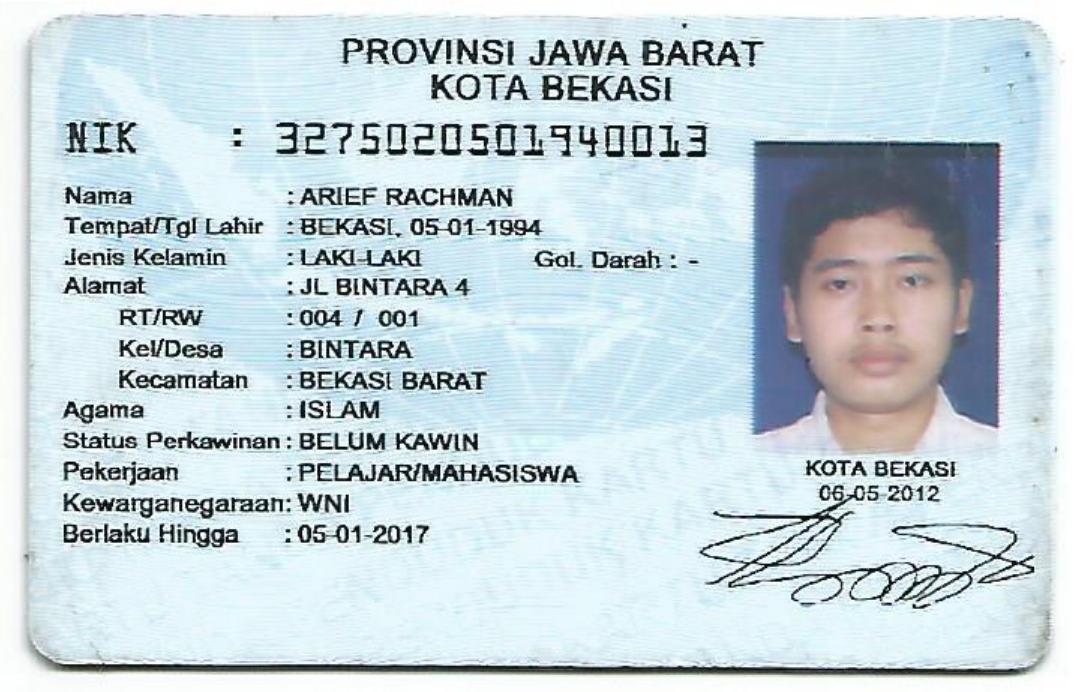 PROVINSI JAWA BARAT
KOTA BEKASI
NIK : 3275020501940013
Nama : ARIEF RACHMAN
Tempat/Tgl Lahir : BEKASI, 05-01-1994
Jenis Kelamin : LAKI-LAKI Gol. Darah : -
Alamat : JL BINTARA 4
RT/RW : 004 / 001
Kel/Desa : BINTARA
Kecamatan : BEKASI BARAT
Agama : ISLAM
Status Perkawinan : BELUM KAWIN
Pekerjaan : PELAJAR/MAHASISWA
Kewarganegaraan: WNI
Berlaku Hingga : 05-01-2017
KOTA BEKASI
06-05-2012